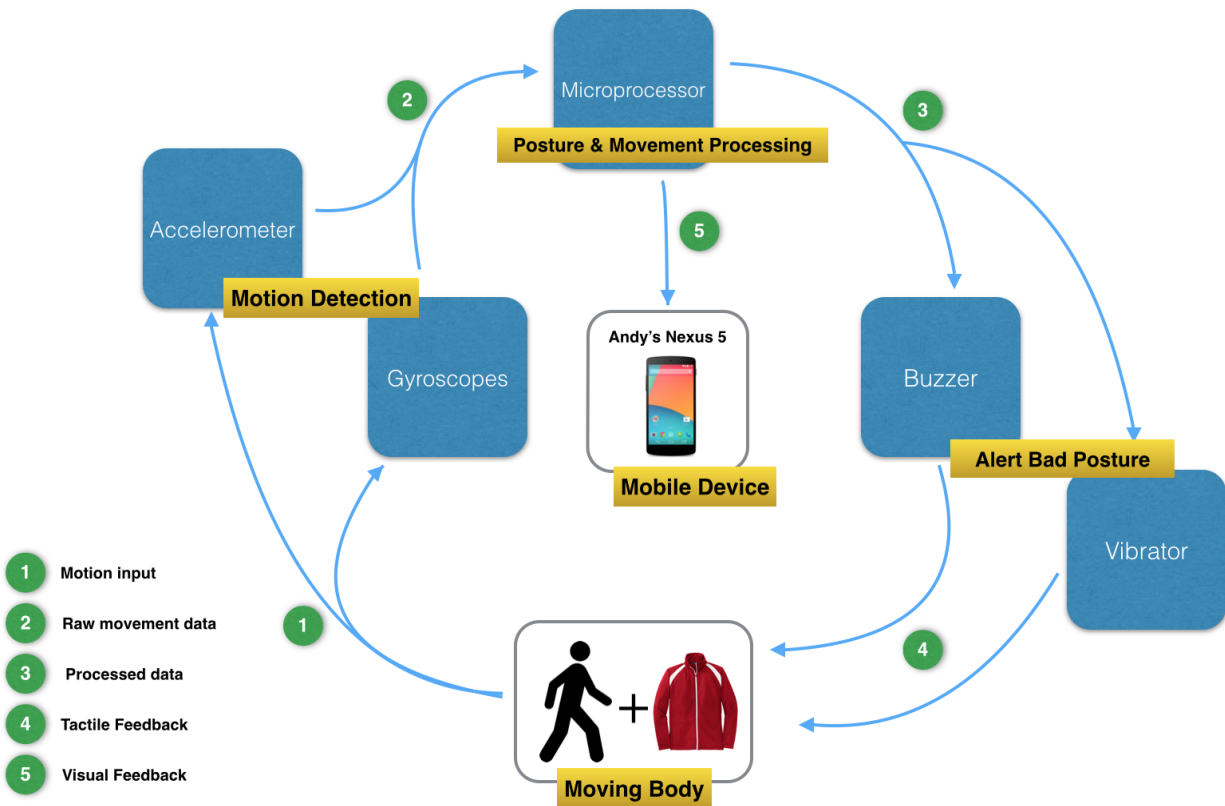 2
Microprocessor
3
Posture & Movement Processing
Accelerometer
5
Motion Detection
Andy's Nexus 5
Gyroscopes
Buzzer
Alert Bad Posture
Mobile Device
Vibrator
1 Motion input
2 Raw movement data
3 Processed data
4 Tactile Feedback
5 Visual Feedback
1
+
4
Moving Body